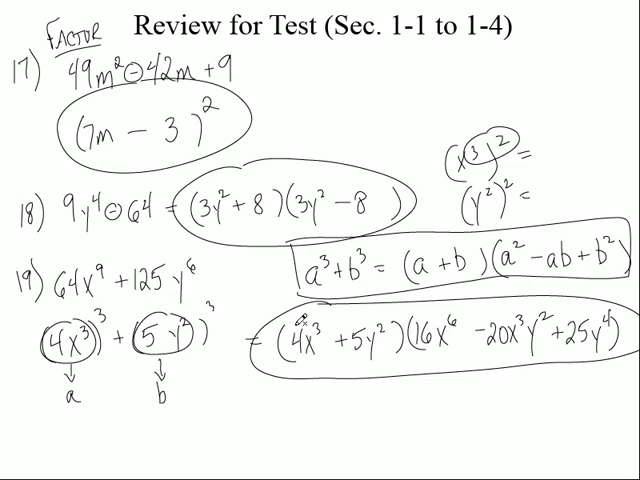 Review for Test (Sec. 1-1 to 1-4)
FACTOR
17) 49m² - 42m + 9
(7m - 3)²
(x³)² =
18) 9y⁴ - 64 = (3y² + 8)(3y² - 8)
(y²)² =
a³ + b³ = (a + b)(a² - ab + b²)
19) 64x⁹ + 125y⁶
(4x³)³ + (5y²)³ = (4x³ + 5y²)(16x⁶ - 20x³y² + 25y⁴)
a b